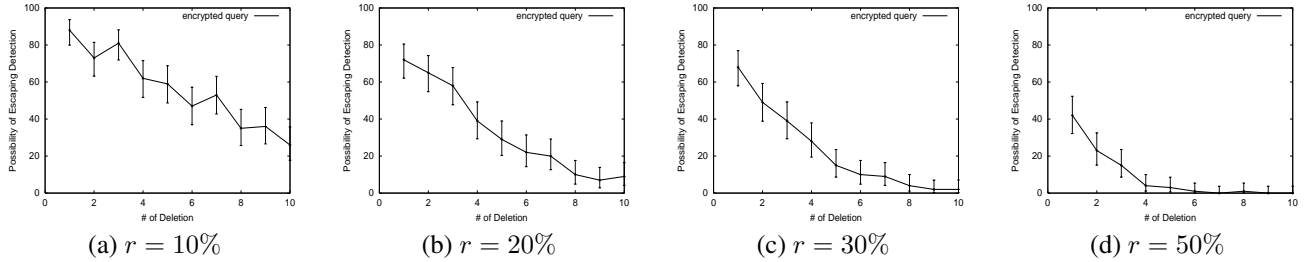 encrypted query
Possibility of Escaping Detection
100
80
60
40
20
0
0 2 4 6 8 10
# of Deletion
(a) r = 10%
encrypted query
Possibility of Escaping Detection
100
80
60
40
20
0
0 2 4 6 8 10
# of Deletion
(b) r = 20%
encrypted query
Possibility of Escaping Detection
100
80
60
40
20
0
0 2 4 6 8 10
# of Deletion
(c) r = 30%
encrypted query
Possibility of Escaping Detection
100
80
60
40
20
0
0 2 4 6 8 10
# of Deletion
(d) r = 50%